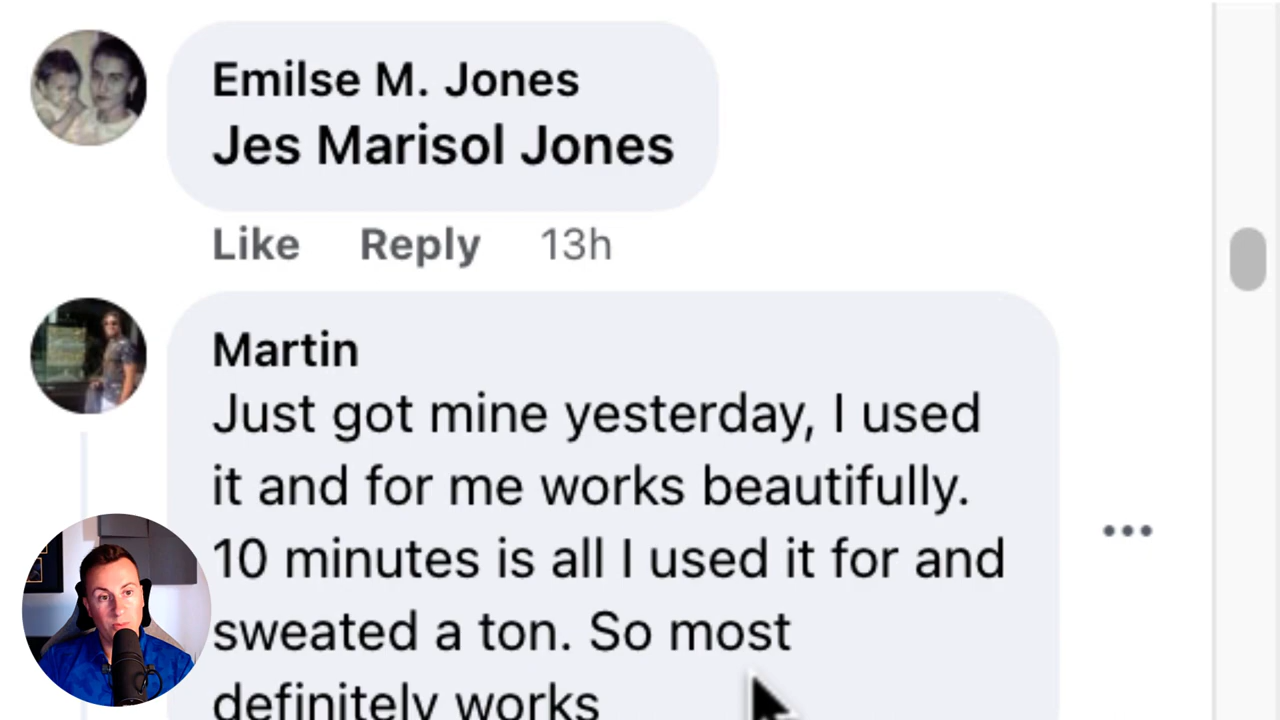 Emilse M. Jones
Jes Marisol Jones
Like Reply 13h
Martin
Just got mine yesterday, I used
it and for me works beautifully.
10 minutes is all I used it for and
sweated a ton. So most
definitely works